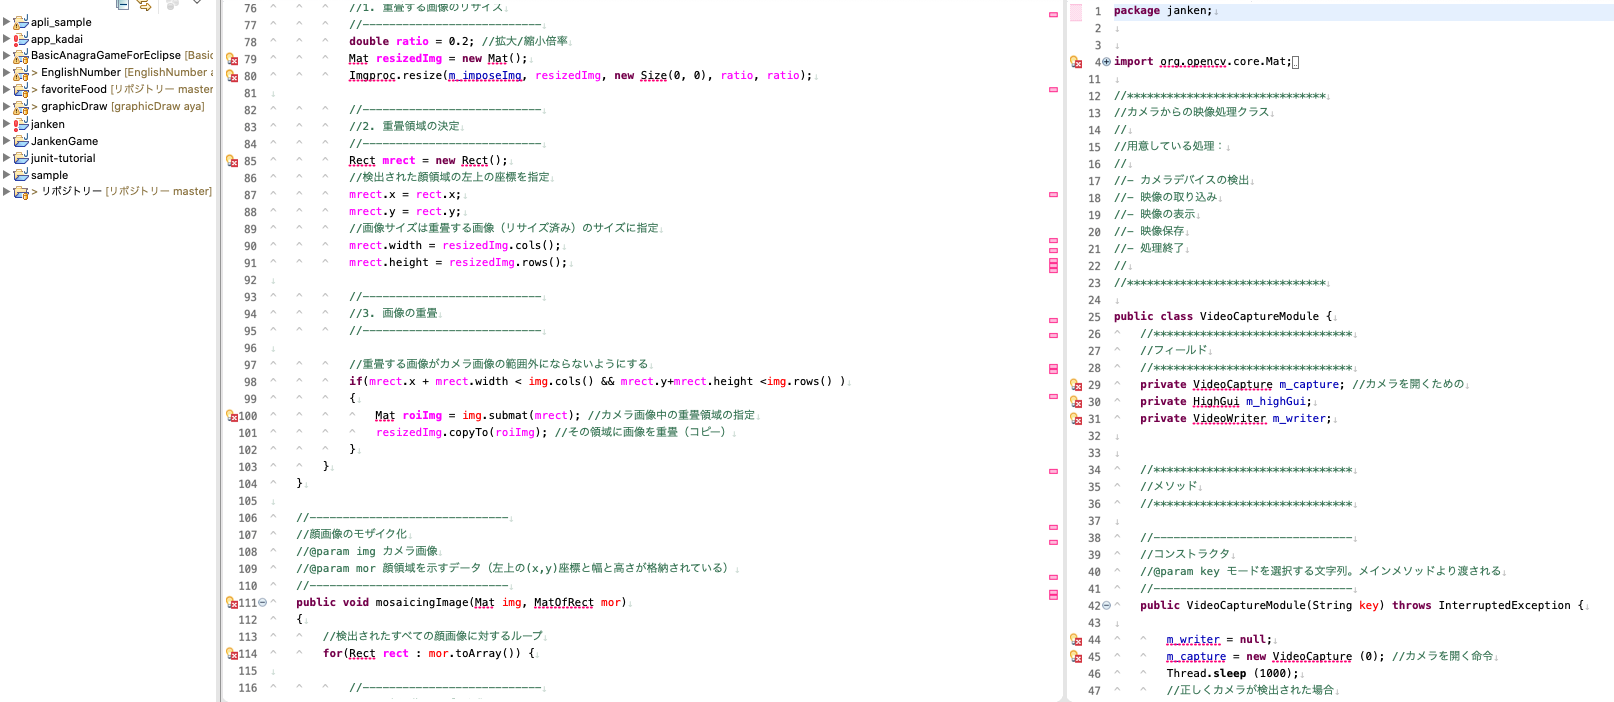 apli_sample
app_kadai
BasicAnagraGameForEclipse [Basic
> EnglishNumber [EnglishNumber a
> favoriteFood [リポジトリー master
> graphicDraw [graphicDraw aya]
janken
JankenGame
junit-tutorial
sample
> リポジトリー [リポジトリー master]
76 //1. 重畳する画像のリサイズ
77 //---------------------------
78 double ratio = 0.2; //拡大/縮小倍率
79 Mat resizedImg = new Mat();
80 Imgproc.resize(m_imposeImg, resizedImg, new Size(0, 0), ratio, ratio);
81
82 //---------------------------
83 //2. 重畳領域の決定
84 //---------------------------
85 Rect mrect = new Rect();
86 //検出された顔領域の左上の座標を指定
87 mrect.x = rect.x;
88 mrect.y = rect.y;
89 //画像サイズは重畳する画像（リサイズ済み）のサイズに指定
90 mrect.width = resizedImg.cols();
91 mrect.height = resizedImg.rows();
92
93 //---------------------------
94 //3. 画像の重畳
95 //---------------------------
96
97 //重畳する画像がカメラ画像の範囲外にならないようにする
98 if(mrect.x + mrect.width < img.cols() && mrect.y+mrect.height <img.rows() )
99 {
100 Mat roiImg = img.submat(mrect); //カメラ画像中の重畳領域の指定
101 resizedImg.copyTo(roiImg); //その領域に画像を重畳（コピー）
102 }
103 }
104 }
105
106 //------------------------------
107 //顔画像のモザイク化
108 //@param img カメラ画像
109 //@param mor 顔領域を示すデータ（左上の(x,y)座標と幅と高さが格納されている）
110 //------------------------------
111 public void mosaicingImage(Mat img, MatOfRect mor)
112 {
113 //検出されたすべての顔画像に対するループ
114 for(Rect rect : mor.toArray()) {
115
116 //---------------------------
1 package janken;
2
3
4 import org.opencv.core.Mat;
11
12 //******************************
13 //カメラからの映像処理クラス
14 //
15 //用意している処理：
16 //
17 //- カメラデバイスの検出
18 //- 映像の取り込み
19 //- 映像の表示
20 //- 映像保存
21 //- 処理終了
22 //
23 //******************************
24
25 public class VideoCaptureModule {
26 //******************************
27 //フィールド
28 //******************************
29 private VideoCapture m_capture; //カメラを開くための
30 private HighGui m_highGui;
31 private VideoWriter m_writer;
32
33
34 //******************************
35 //メソッド
36 //******************************
37
38 //------------------------------
39 //コンストラクタ
40 //@param key モードを選択する文字列。メインメソッドより渡される
41 //------------------------------
42 public VideoCaptureModule(String key) throws InterruptedException {
43
44 m_writer = null;
45 m_capture = new VideoCapture (0); //カメラを開く命令
46 Thread.sleep (1000);
47 //正しくカメラが検出された場合